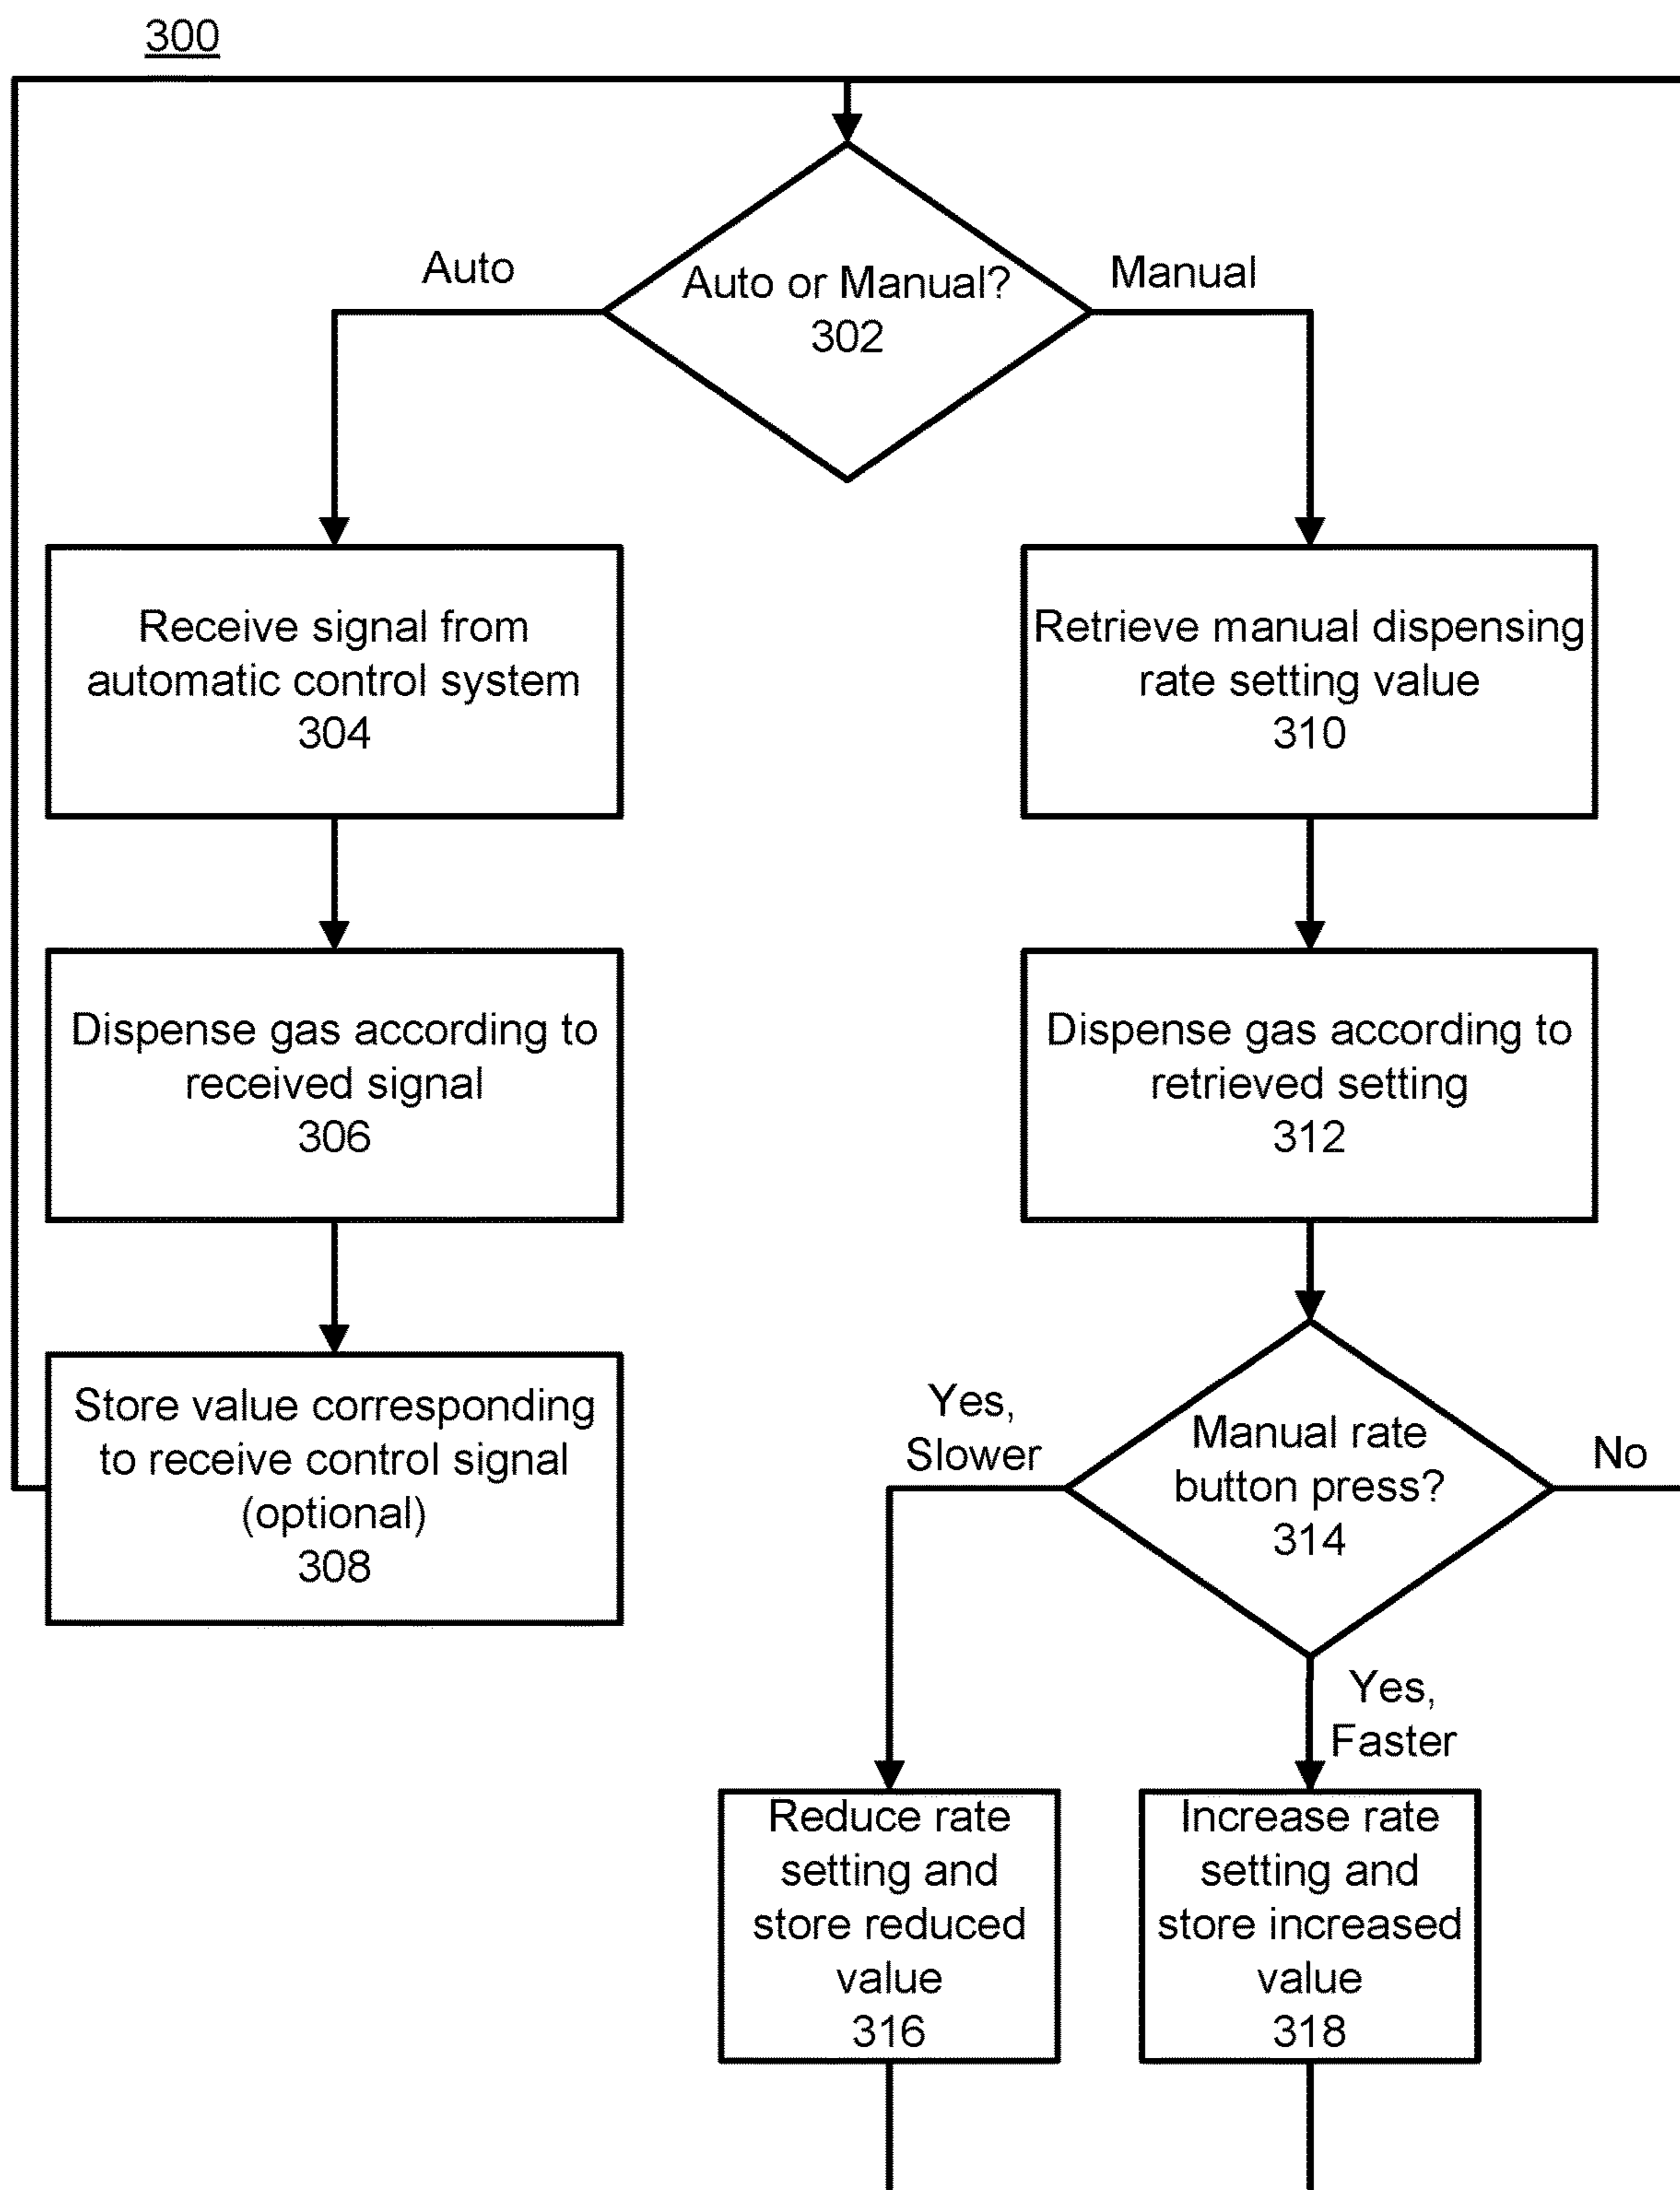 300
Auto or Manual?
302
Auto
Manual
Receive signal from
automatic control system
304
Retrieve manual dispensing
rate setting value
310
Dispense gas according to
received signal
306
Dispense gas according to
retrieved setting
312
Store value corresponding
to receive control signal
(optional)
308
Manual rate
button press?
314
Yes,
Slower
No
Yes,
Faster
Reduce rate
setting and
store reduced
value
316
Increase rate
setting and
store increased
value
318